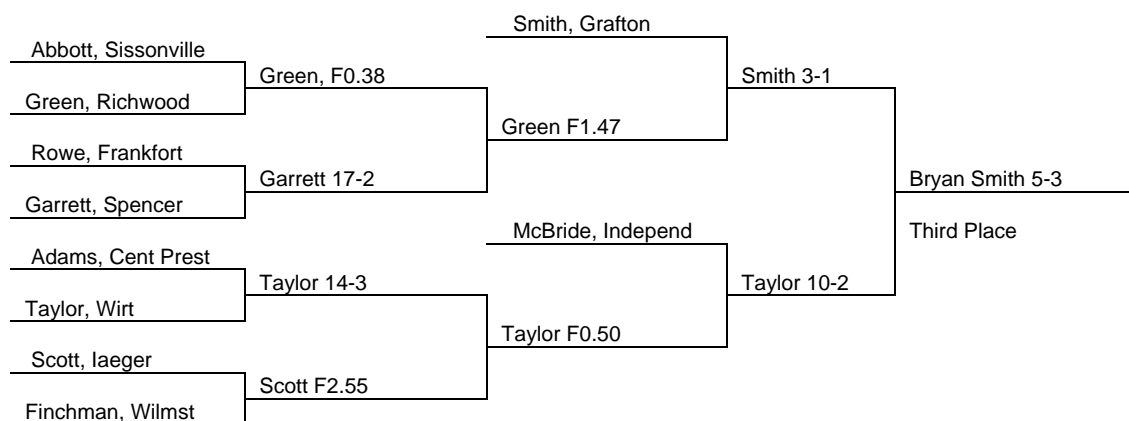 Smith, Grafton
Abbott, Sissonville
Green, F0.38
Smith 3-1
Green, Richwood
Green F1.47
Rowe, Frankfort
Garrett 17-2
Bryan Smith 5-3
Garrett, Spencer
McBride, Independ
Third Place
Adams, Cent Prest
Taylor 14-3
Taylor 10-2
Taylor, Wirt
Taylor F0.50
Scott, Iaeger
Scott F2.55
Finchman, Wilmst